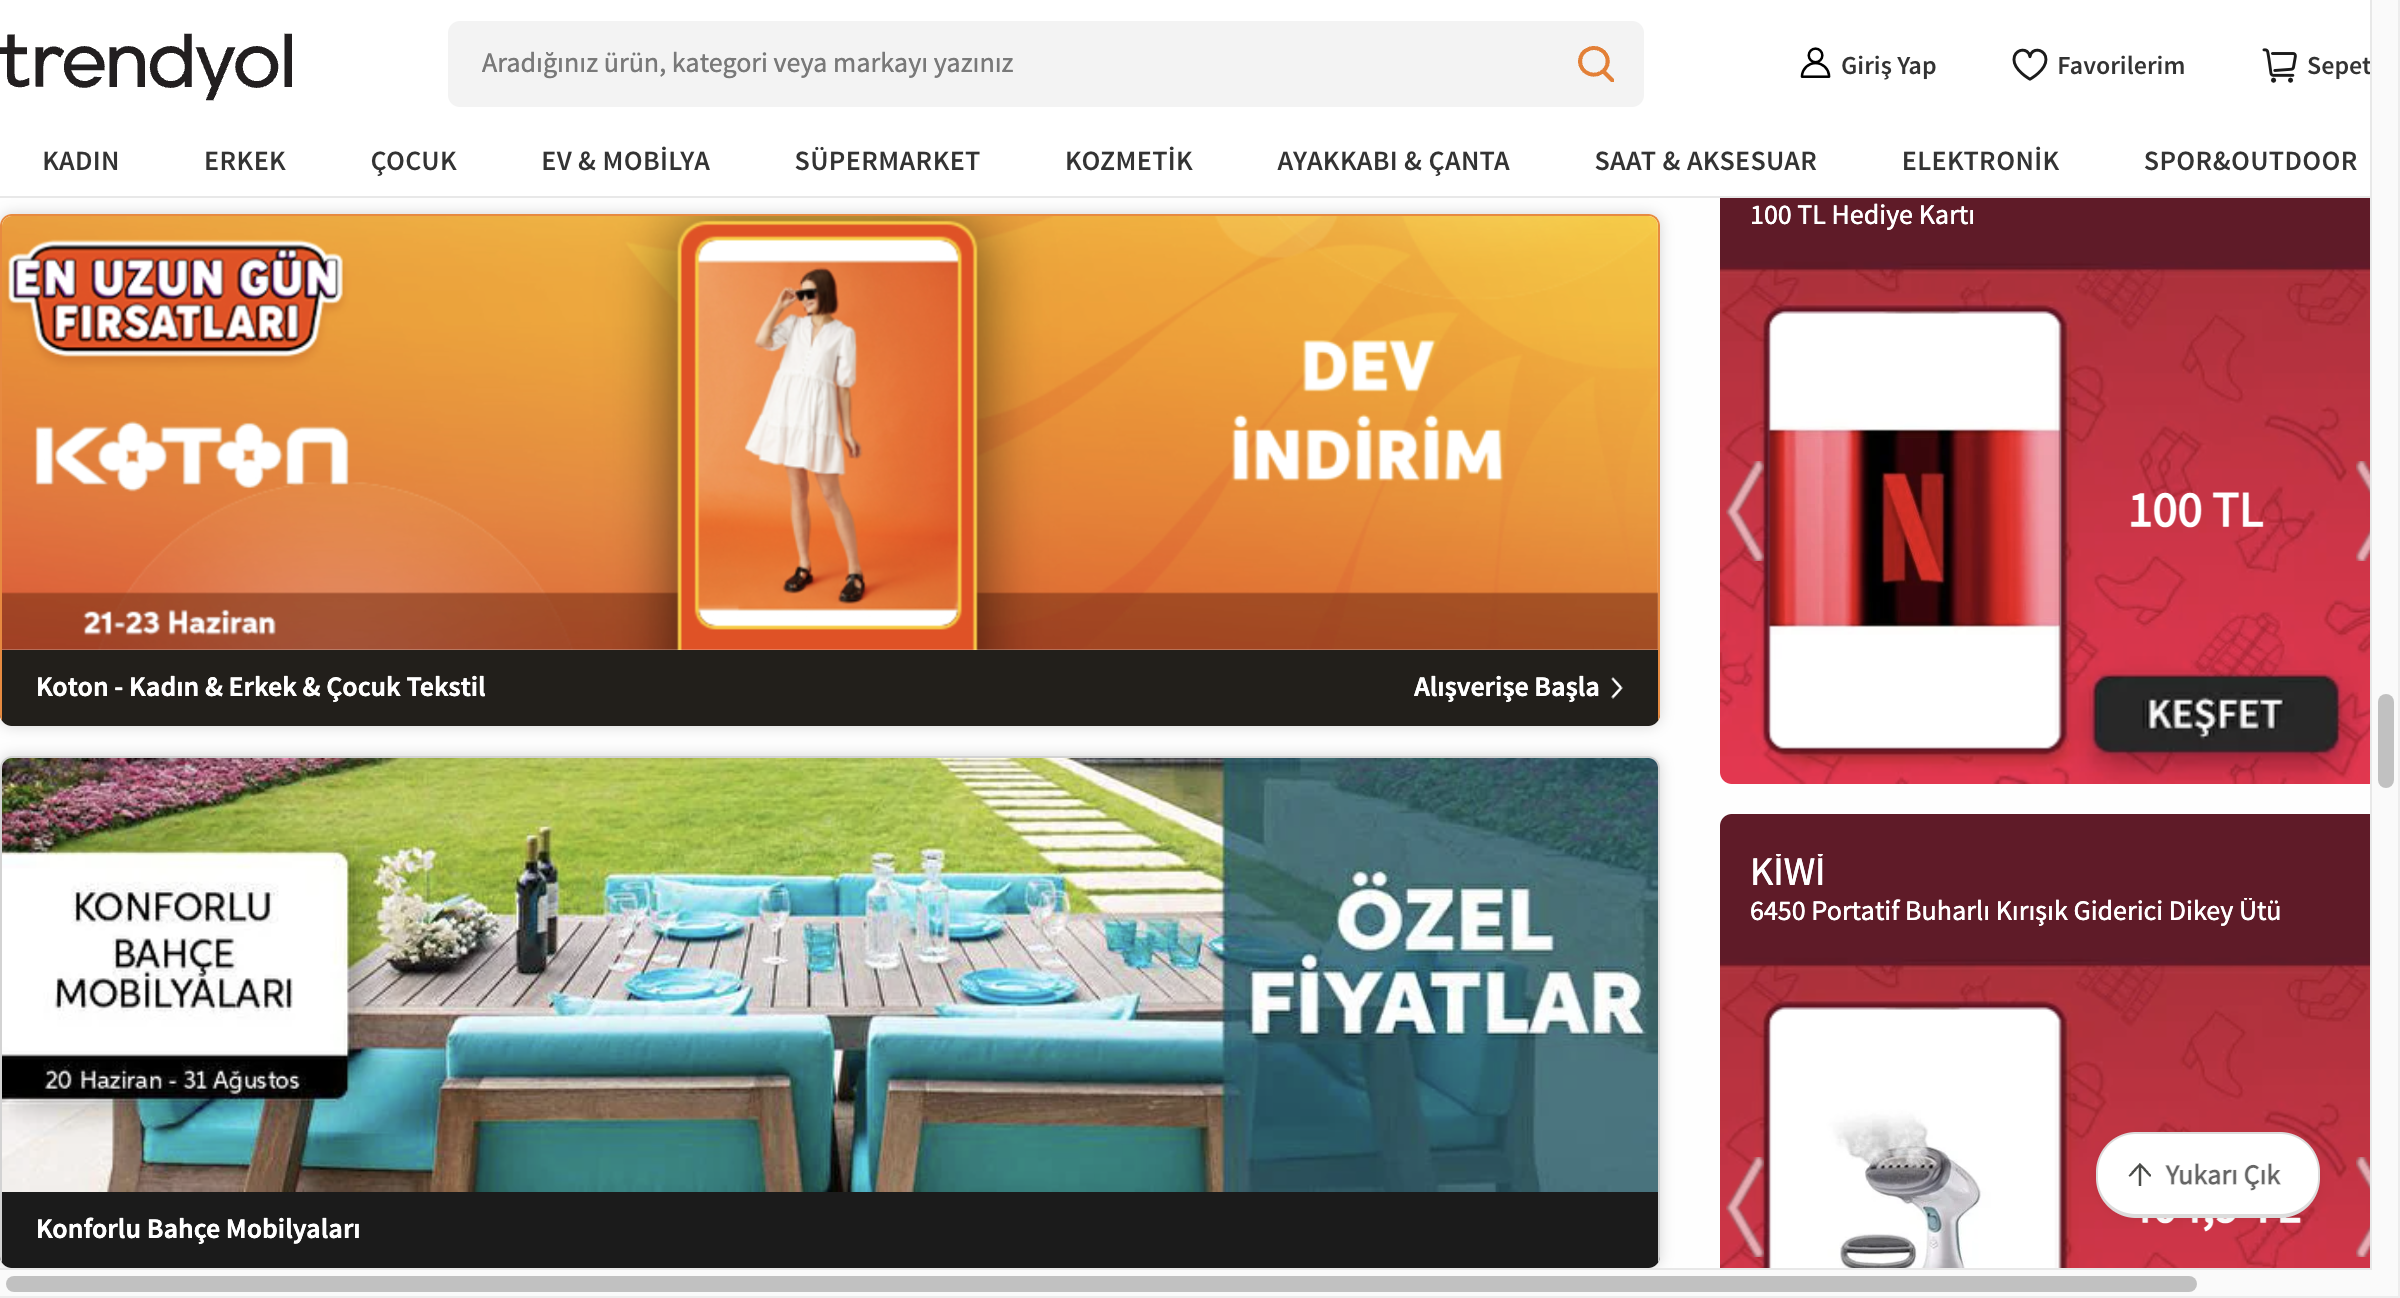 trendyol
Aradığınız ürün, kategori veya markayı yazınız
Giriş Yap
Favorilerim
Sepet
KADIN
ERKEK
ÇOCUK
EV & MOBİLYA
SÜPERMARKET
KOZMETİK
AYAKKABI & ÇANTA
SAAT & AKSESUAR
ELEKTRONİK
SPOR&OUTDOOR
EN UZUN GÜN
FIRSATLARI
KOTON
DEV
İNDİRİM
21-23 Haziran
Koton - Kadın & Erkek & Çocuk Tekstil
Alışverişe Başla
100 TL Hediye Kartı
N
100 TL
KEŞFET
KONFORLU
BAHÇE
MOBİLYALARI
20 Haziran - 31 Ağustos
ÖZEL
FİYATLAR
Konforlu Bahçe Mobilyaları
KİWİ
6450 Portatif Buharlı Kırışık Giderici Dikey Ütü
Yukarı Çık